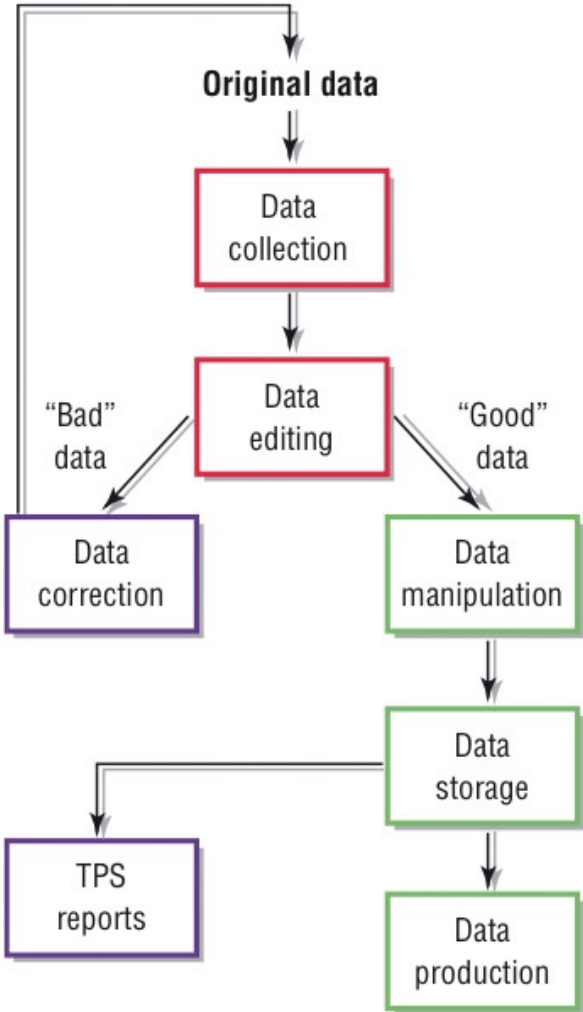 Original data
Data
collection
Data
editing
“Bad”
data
“Good”
data
Data
correction
Data
manipulation
Data
storage
TPS
reports
Data
production